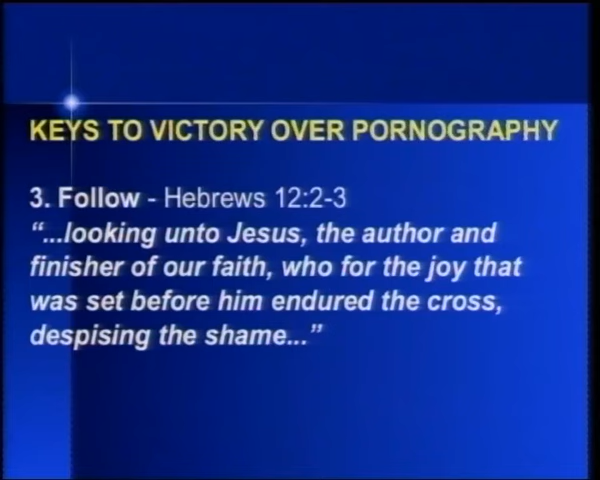 KEYS TO VICTORY OVER PORNOGRAPHY
3. Follow - Hebrews 12:2-3
“...looking unto Jesus, the author and
finisher of our faith, who for the joy that
was set before him endured the cross,
despising the shame...”